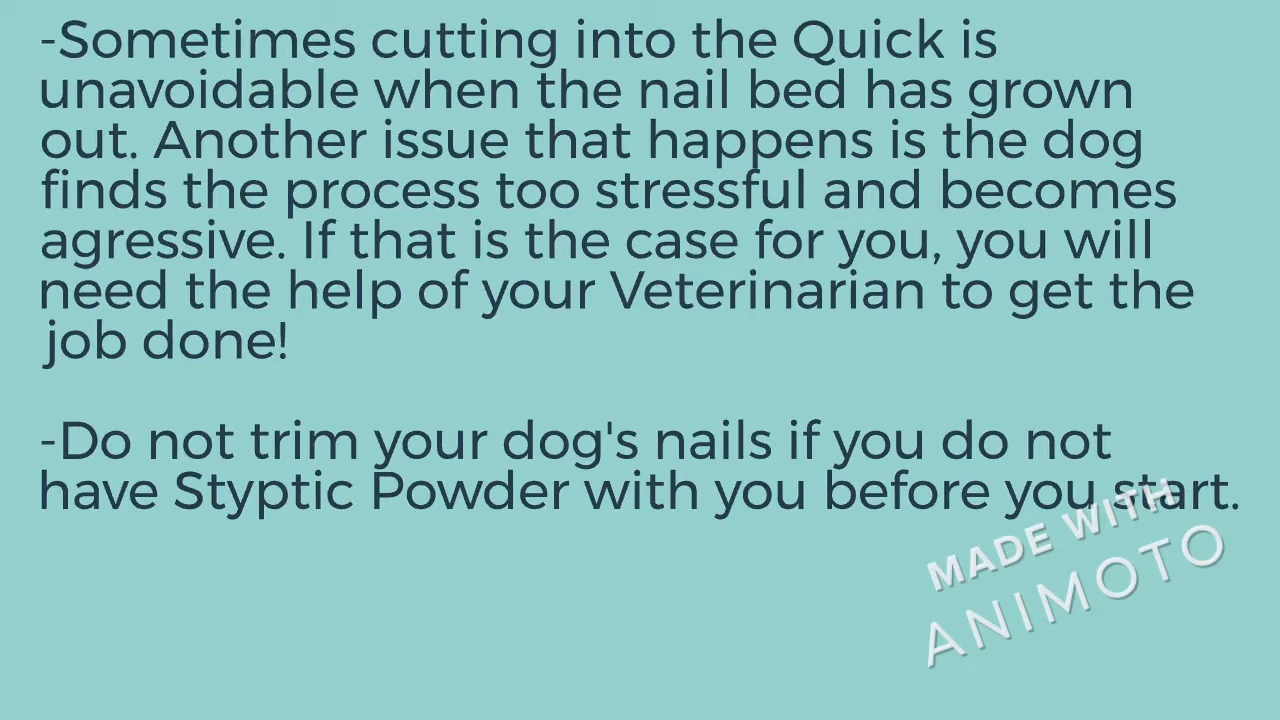 -Sometimes cutting into the Quick is
unavoidable when the nail bed has grown
out. Another issue that happens is the dog
finds the process too stressful and becomes
agressive. If that is the case for you, you will
need the help of your Veterinarian to get the
job done!
-Do not trim your dog's nails if you do not
have Styptic Powder with you before you start.
MADE WITH
ANIMOTO